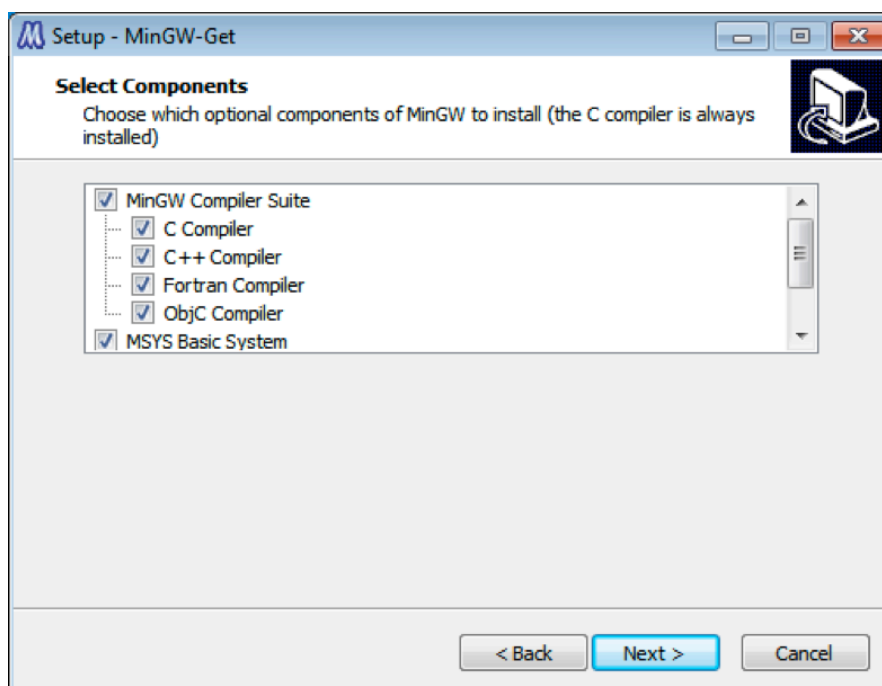 Setup - MinGW-Get
Select Components
Choose which optional components of MinGW to install (the C compiler is always
installed)
MinGW Compiler Suite
C Compiler
C++ Compiler
Fortran Compiler
ObjC Compiler
MSYS Basic System
< Back
Next >
Cancel